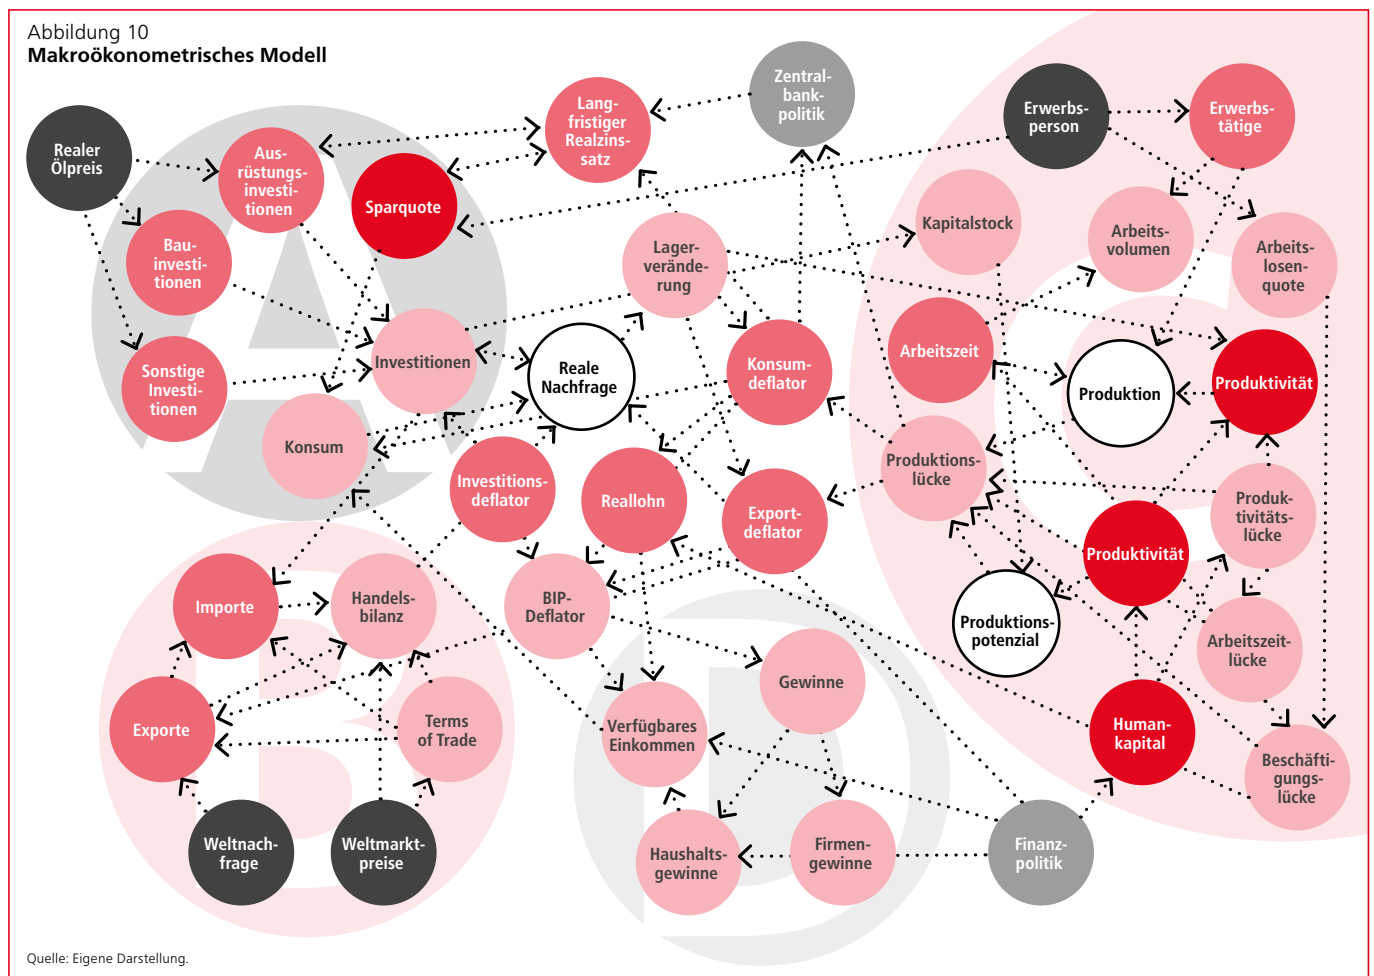 Abbildung 10
Makroökonometrisches Modell
Realer
Ölpreis
Aus-
rüstungs-
investi-
tionen
Lang-
fristiger
Realzins-
satz
Zentral-
bank-
politik
Erwerbs-
person
Erwerbs-
tätige
Sparquote
Bau-
investi-
tionen
Lager-
verände-
rung
Kapitalstock
Arbeits-
volumen
Arbeits-
losen-
quote
Sonstige
Investi-
tionen
Investitionen
Reale
Nachfrage
Konsum-
deflator
Arbeitszeit
Produktion
Produktivität
Konsum
Investitions-
deflator
Reallohn
Export-
deflator
Produktions-
lücke
Produk-
tivitäts-
lücke
Produktivität
Importe
Handels-
bilanz
BIP-
Deflator
Produktions-
potenzial
Arbeitszeit-
lücke
Exporte
Terms
of Trade
Verfügbares
Einkommen
Gewinne
Human-
kapital
Beschäfti-
gungs-
lücke
Weltnach-
frage
Weltmarkt-
preise
Haushalts-
gewinne
Firmen-
gewinne
Finanz-
politik
A
B
C
D
Quelle: Eigene Darstellung.